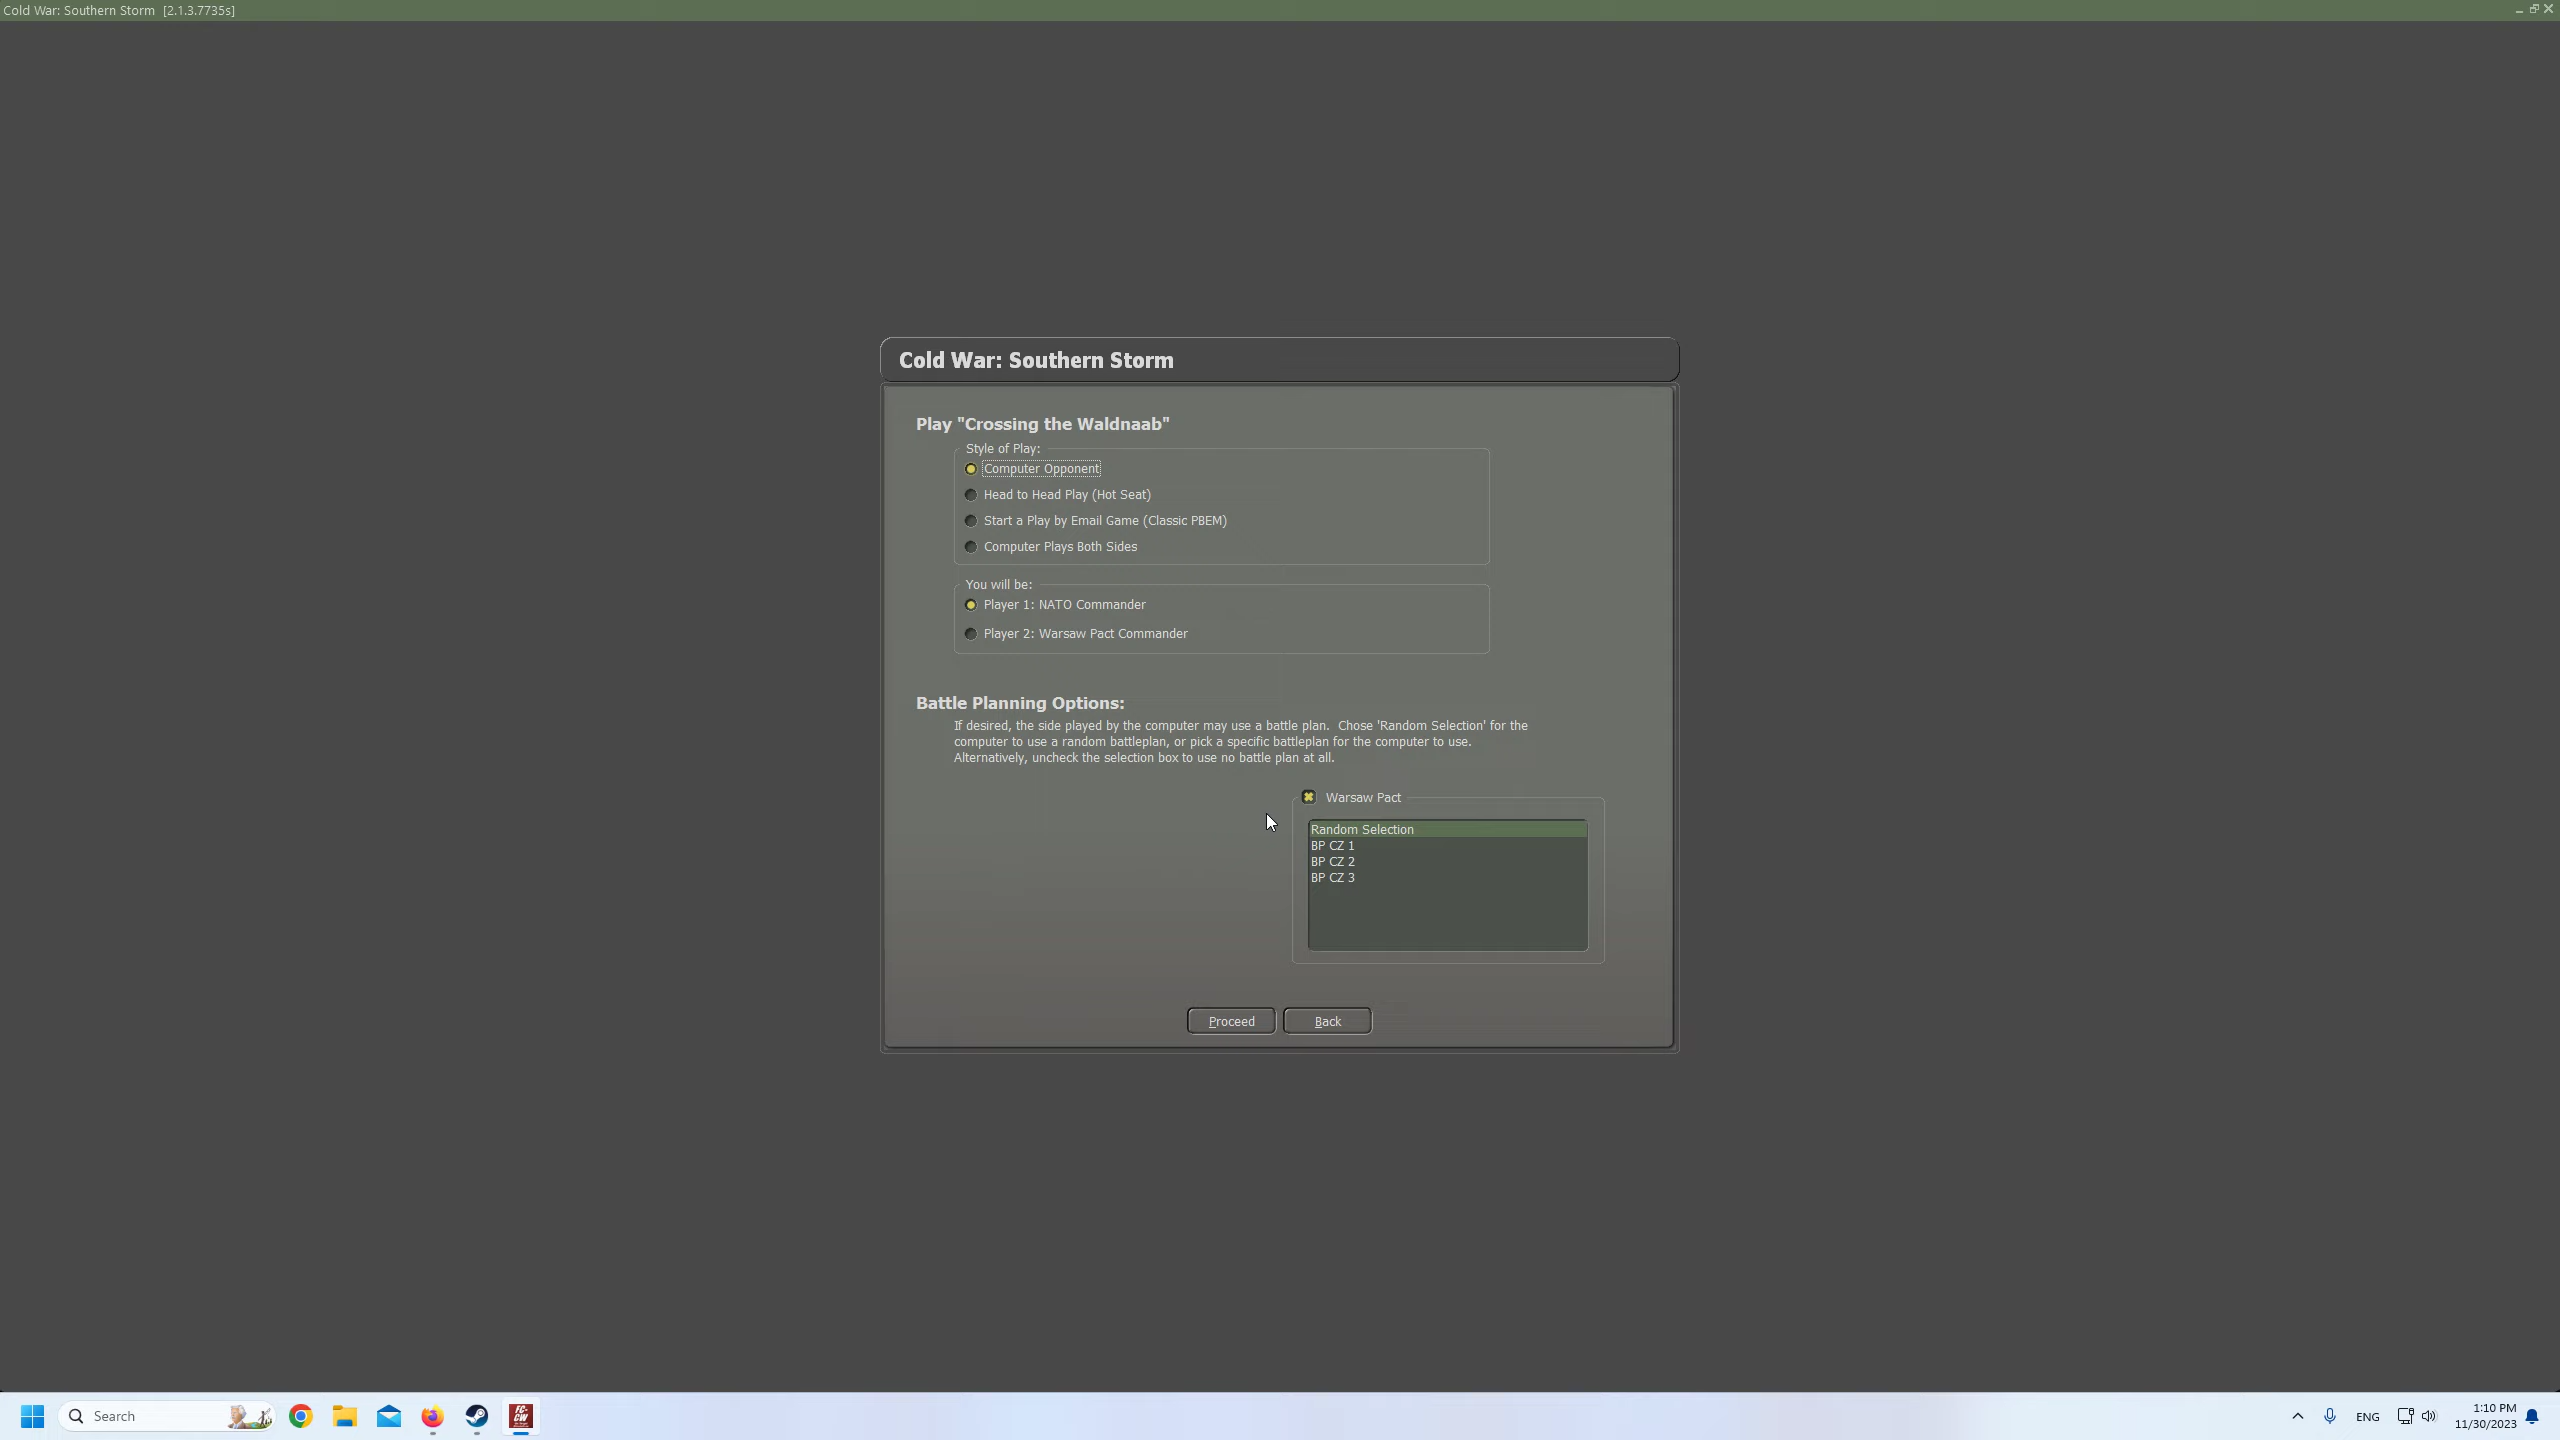 Cold War: Southern Storm [2.1.3.7735s]
Cold War: Southern Storm
Play "Crossing the Waldnaab"
Style of Play:
Computer Opponent
Head to Head Play (Hot Seat)
Start a Play by Email Game (Classic PBEM)
Computer Plays Both Sides
You will be:
Player 1: NATO Commander
Player 2: Warsaw Pact Commander
Battle Planning Options:
If desired, the side played by the computer may use a battle plan. Chose 'Random Selection' for the
computer to use a random battleplan, or pick a specific battleplan for the computer to use.
Alternatively, uncheck the selection box to use no battle plan at all.
Warsaw Pact
Random Selection
BP CZ 1
BP CZ 2
BP CZ 3
Proceed
Back
Search
FC-
CW
ENG
1:10 PM
11/30/2023